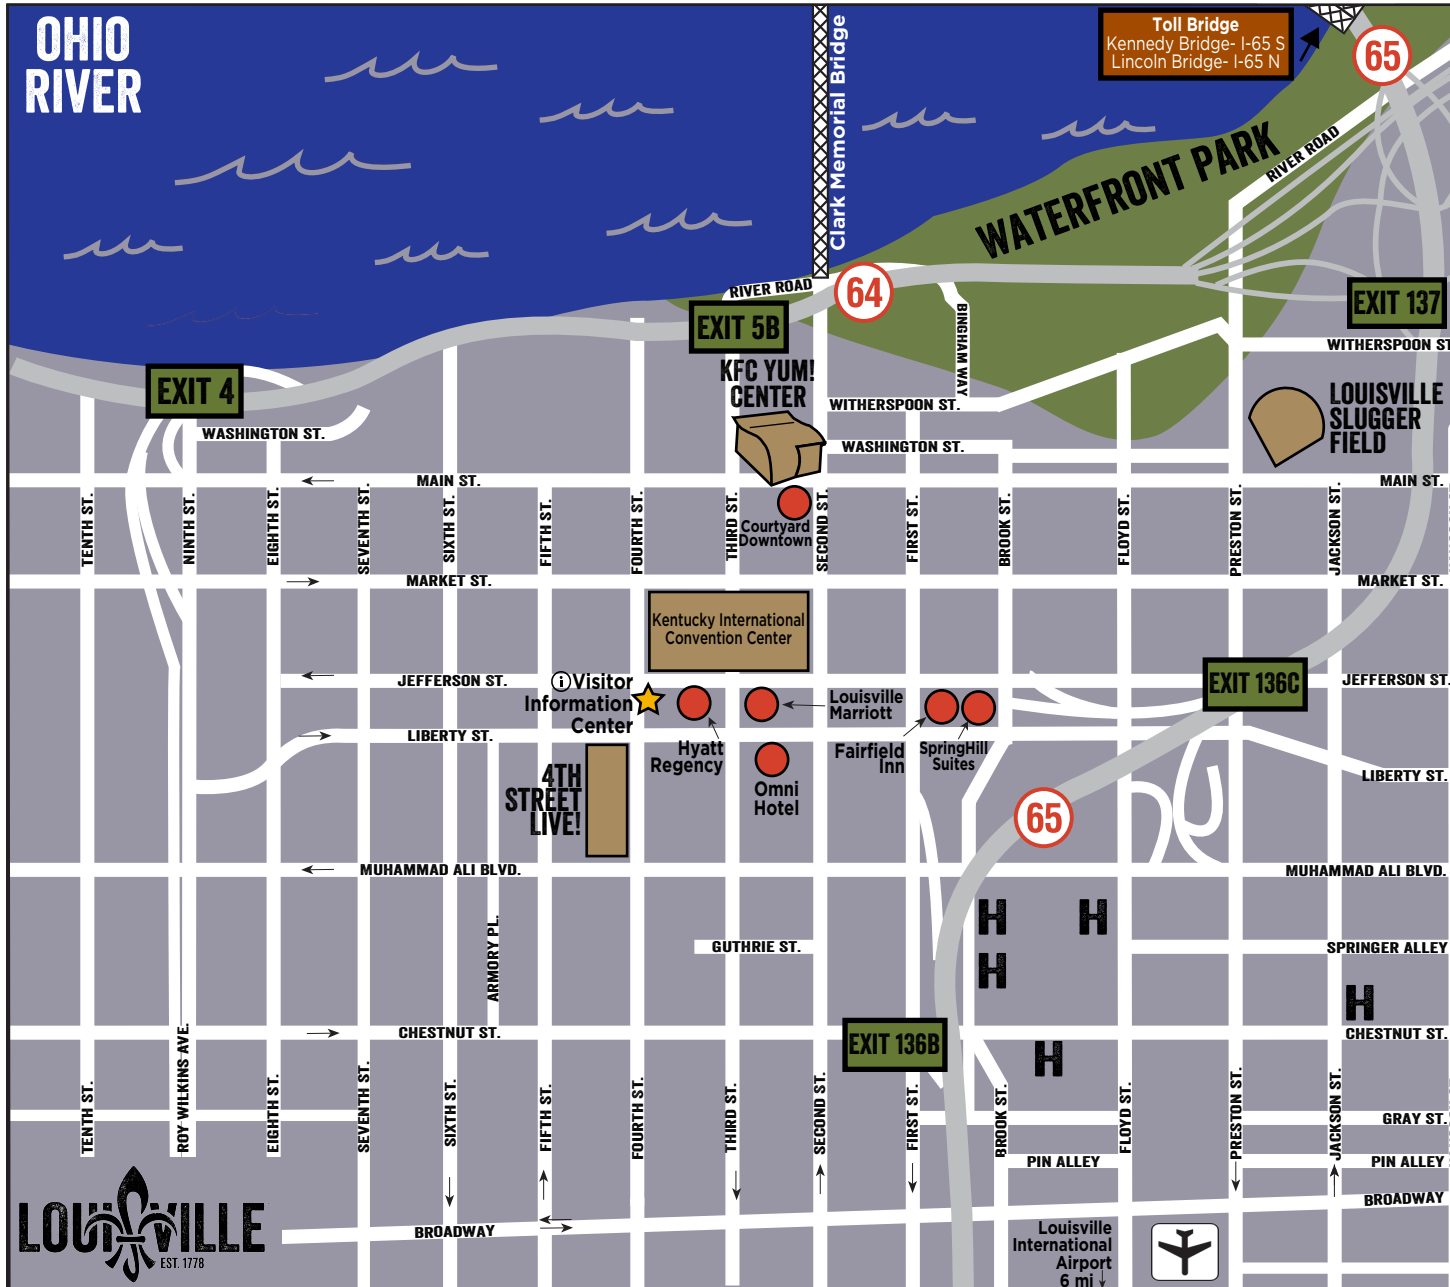 OHIO
RIVER
Clark Memorial Bridge
Toll Bridge
Kennedy Bridge- I-65 S
Lincoln Bridge- I-65 N
65
WATERFRONT PARK
RIVER ROAD
RIVER ROAD
64
EXIT 5B
BINGHAM WAY
EXIT 137
WITHERSPOON ST.
EXIT 4
KFC YUM!
CENTER
WITHERSPOON ST.
LOUISVILLE
SLUGGER
FIELD
WASHINGTON ST.
WASHINGTON ST.
MAIN ST.
MAIN ST.
TENTH ST.
NINTH ST.
EIGHTH ST.
SEVENTH ST.
SIXTH ST.
FIFTH ST.
FOURTH ST.
THIRD ST.
Courtyard
Downtown
SECOND ST.
FIRST ST.
BROOK ST.
FLOYD ST.
PRESTON ST.
JACKSON ST.
MARKET ST.
MARKET ST.
Kentucky International
Convention Center
JEFFERSON ST.
i Visitor
Information
Center
Louisville
Marriott
EXIT 136C
JEFFERSON ST.
LIBERTY ST.
Hyatt
Regency
Fairfield
Inn
SpringHill
Suites
LIBERTY ST.
4TH
STREET
LIVE!
Omni
Hotel
65
MUHAMMAD ALI BLVD.
MUHAMMAD ALI BLVD.
H
H
ARMORY PL.
GUTHRIE ST.
SPRINGER ALLEY
H
H
ROY WILKINS AVE.
CHESTNUT ST.
EXIT 136B
CHESTNUT ST.
H
TENTH ST.
EIGHTH ST.
SEVENTH ST.
SIXTH ST.
FIFTH ST.
FOURTH ST.
THIRD ST.
SECOND ST.
FIRST ST.
BROOK ST.
FLOYD ST.
PRESTON ST.
JACKSON ST.
GRAY ST.
PIN ALLEY
PIN ALLEY
BROADWAY
BROADWAY
LOUISVILLE
EST. 1778
Louisville
International
Airport
6 mi